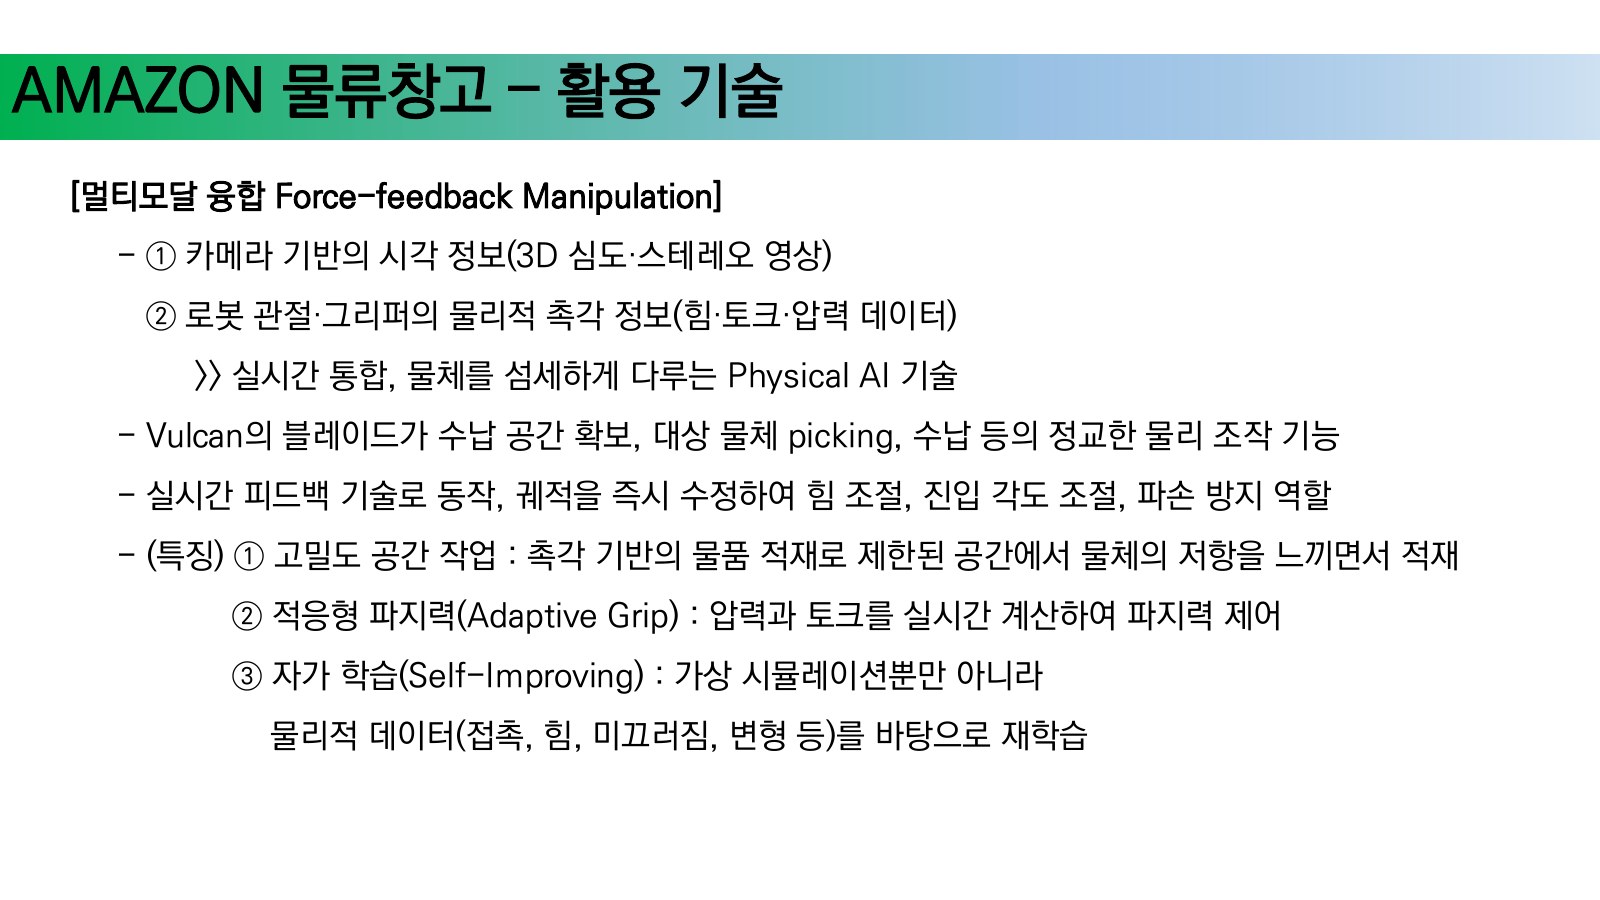 AMAZON 물류창고 - 활용 기술
[멀티모달 융합 Force-feedback Manipulation]
- ① 카메라 기반의 시각 정보(3D 심도·스테레오 영상)
② 로봇 관절·그리퍼의 물리적 촉각 정보(힘·토크·압력 데이터)
>> 실시간 통합, 물체를 섬세하게 다루는 Physical AI 기술
- Vulcan의 블레이드가 수납 공간 확보, 대상 물체 picking, 수납 등의 정교한 물리 조작 기능
- 실시간 피드백 기술로 동작, 궤적을 즉시 수정하여 힘 조절, 진입 각도 조절, 파손 방지 역할
- (특징) ① 고밀도 공간 작업 : 촉각 기반의 물품 적재로 제한된 공간에서 물체의 저항을 느끼면서 적재
② 적응형 파지력(Adaptive Grip) : 압력과 토크를 실시간 계산하여 파지력 제어
③ 자가 학습(Self-Improving) : 가상 시뮬레이션뿐만 아니라
물리적 데이터(접촉, 힘, 미끄러짐, 변형 등)를 바탕으로 재학습